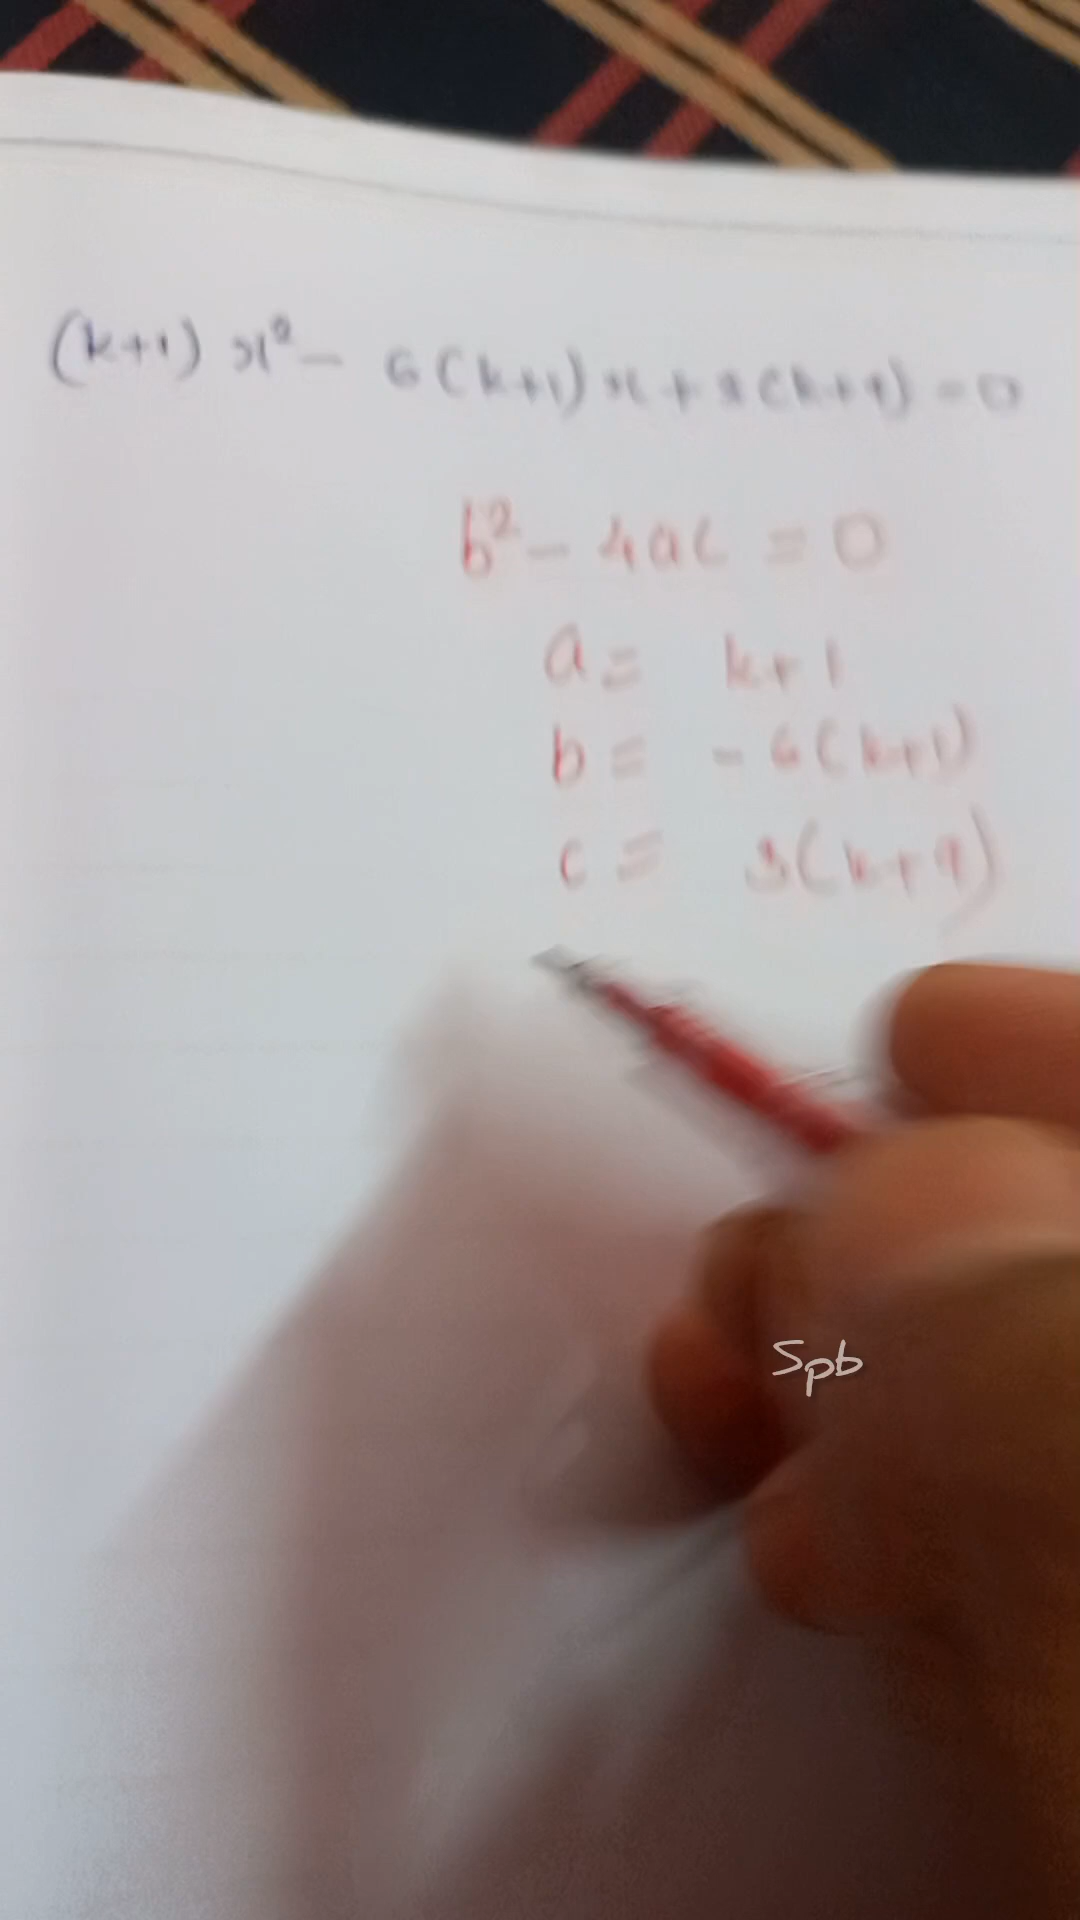 (k+1) x² - 6(k+1)x + 3(k+9) = 0
b² - 4ac = 0
a = k+1
b = - 6(k+1)
c = 3(k+9)
Spb